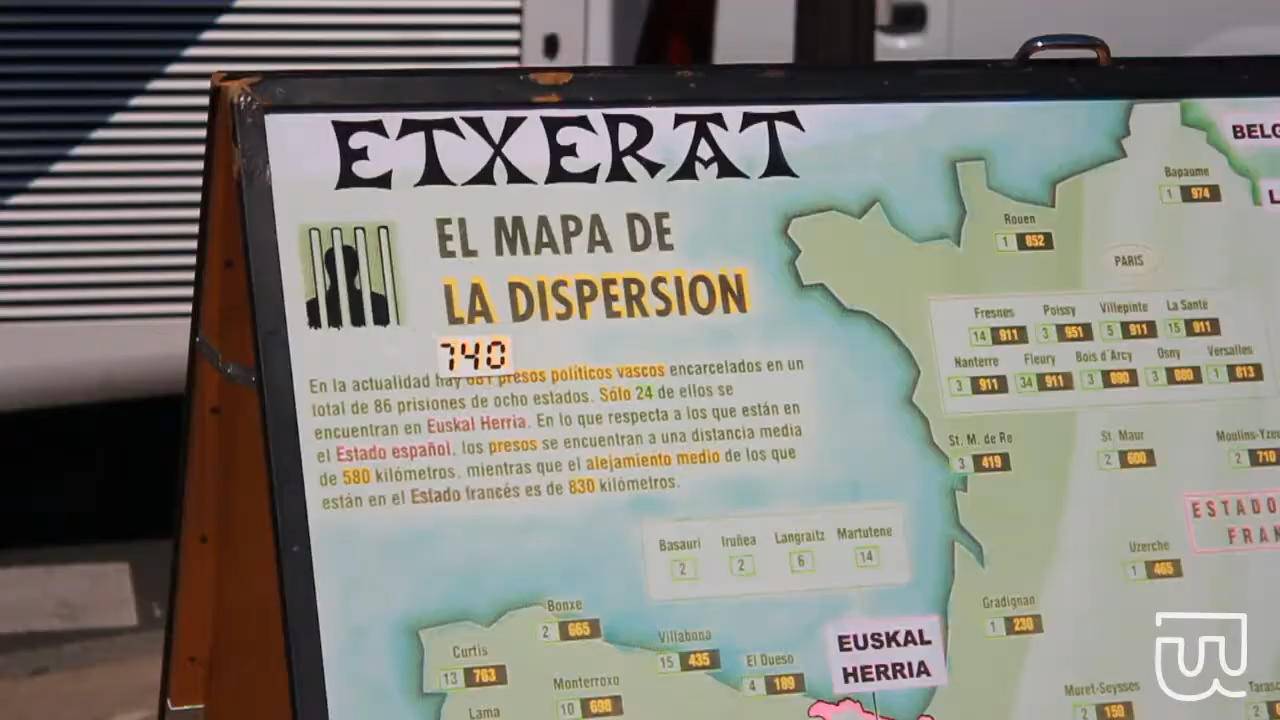 ETXERAT
EL MAPA DE
LA DISPERSION
740
En la actualidad hay presos políticos vascos encarcelados en un
total de 86 prisiones de ocho estados. Sólo 24 de ellos se
encuentran en Euskal Herria. En lo que respecta a los que están en
el Estado español, los presos se encuentran a una distancia media
de 580 kilómetros, mientras que el alejamiento medio de los que
están en el Estado francés es de 830 kilómetros.
BELG
L
Bapaume
1 974
Rouen
1 852
PARIS
Fresnes Poissy Villepinte La Santé
14 911 3 951 5 911 15 911
Nanterre Fleury Bois d'Arcy Osny Versalles
3 911 34 911 3 880 3 880 1 813
St. M. de Re St. Maur Moulins-Yzeu
3 419 2 600 2 710
ESTADO
FRAN
Basauri Iruñea Langraitz Martutene
2 2 6 14
Uzerche
1 465
Gradignan
1 230
Bonxe
2 665
Villabona
15 435
Curtis
13 763
El Dueso
4 189
EUSKAL
HERRIA
Monterroxo
10 698
Lama
Muret-Seysses
2 150
Tarasc
2